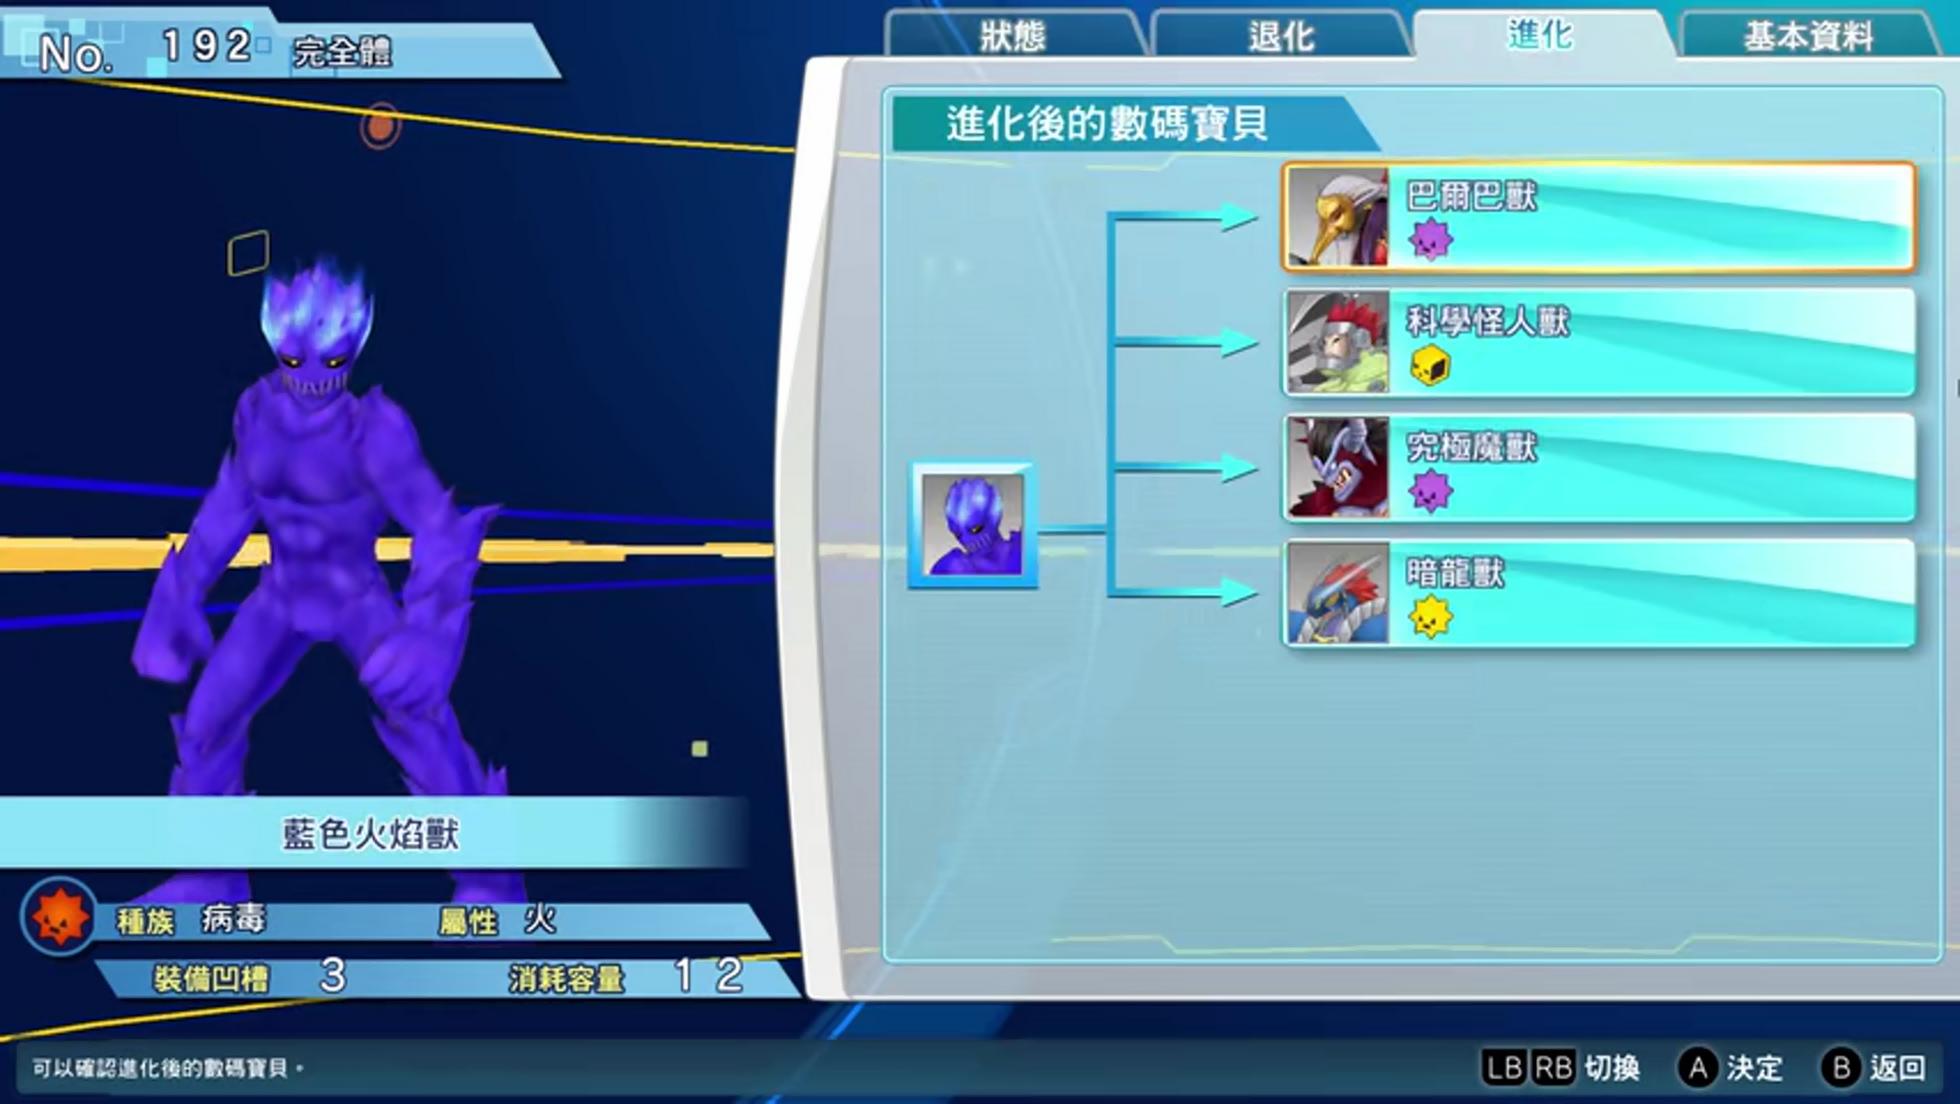 No. 192 完全體
狀態 退化 進化 基本資料
進化後的數碼寶貝
巴爾巴獸
科學怪人獸
究極魔獸
暗龍獸
藍色火焰獸
種族 病毒 屬性 火
裝備凹槽 3 消耗容量 12
可以確認進化後的數碼寶貝。
LB RB 切換 A 決定 B 返回